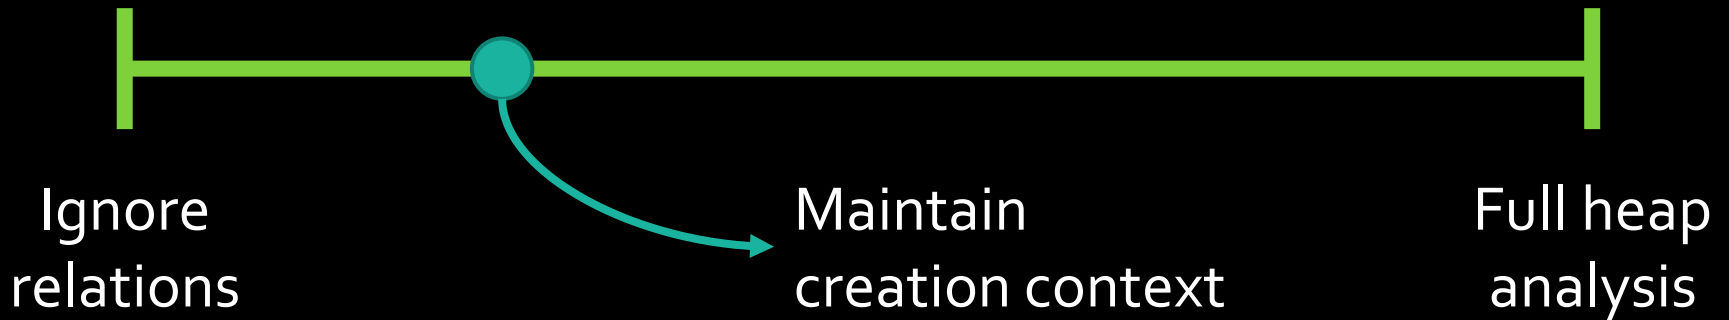 Ignore
relations
Maintain
creation context
Full heap
analysis